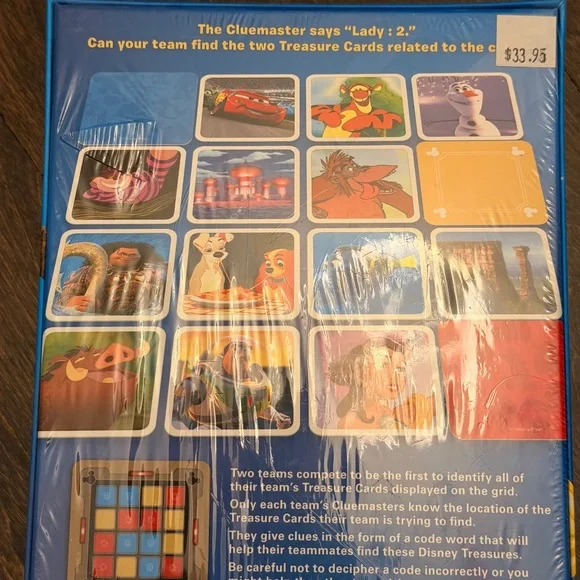 The Cluemaster says "Lady : 2."
Can your team find the two Treasure Cards related to the
$33.95
Two teams compete to be the first to identify all of
their team's Treasure Cards displayed on the grid.
Only each team's Cluemasters know the location of the
Treasure Cards their team is trying to find.
They give clues in the form of a code word that will
help their teammates find these Disney Treasures.
Be careful not to decipher a code incorrectly or you